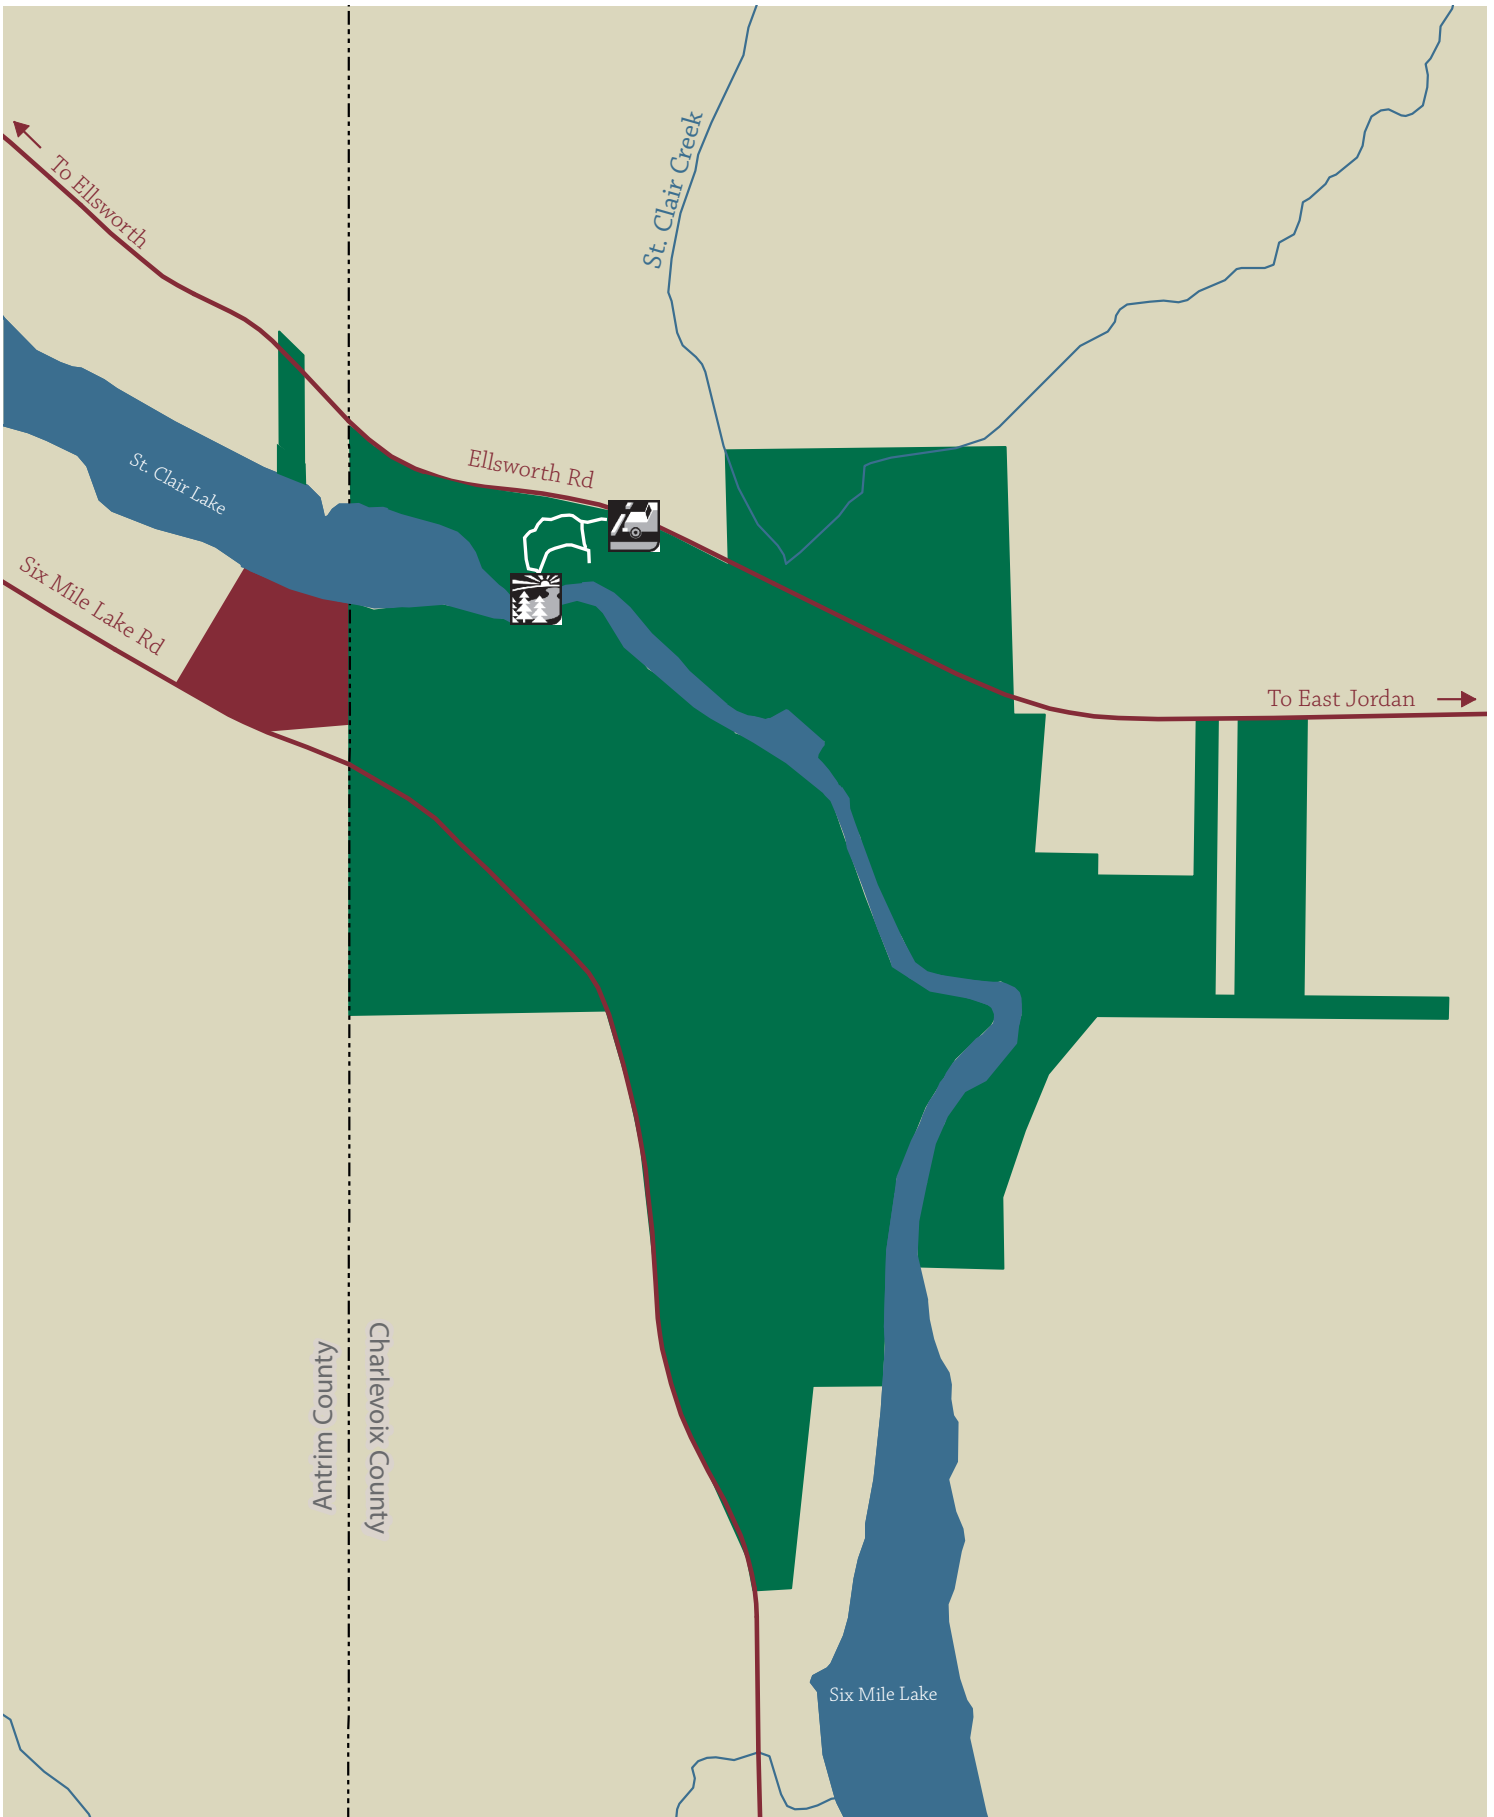 St. Clair Creek
To Ellsworth
Ellsworth Rd
St. Clair Lake
Six Mile Lake Rd
To East Jordan
Antrim County
Charlevoix County
Six Mile Lake